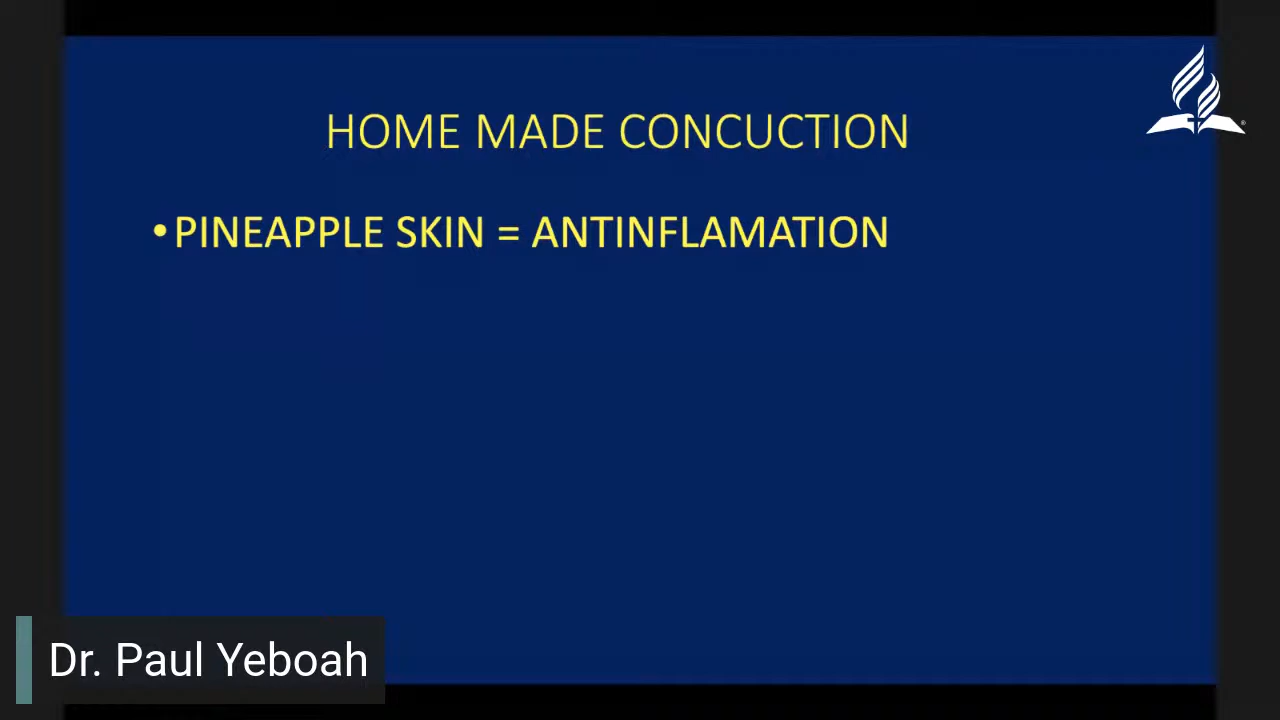 HOME MADE CONCUCTION
•PINEAPPLE SKIN = ANTINFLAMATION
Dr. Paul Yeboah